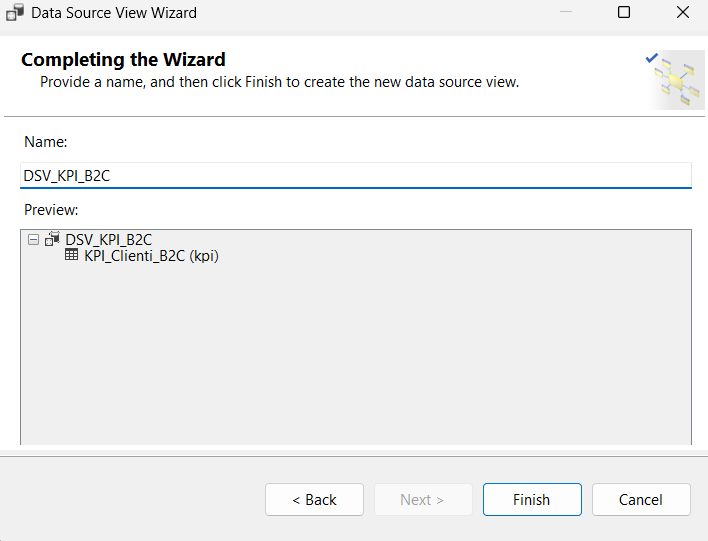 Data Source View Wizard
Completing the Wizard
Provide a name, and then click Finish to create the new data source view.
Name:
DSV_KPI_B2C
Preview:
DSV_KPI_B2C
KPI_Clienti_B2C (kpi)
< Back Next > Finish Cancel